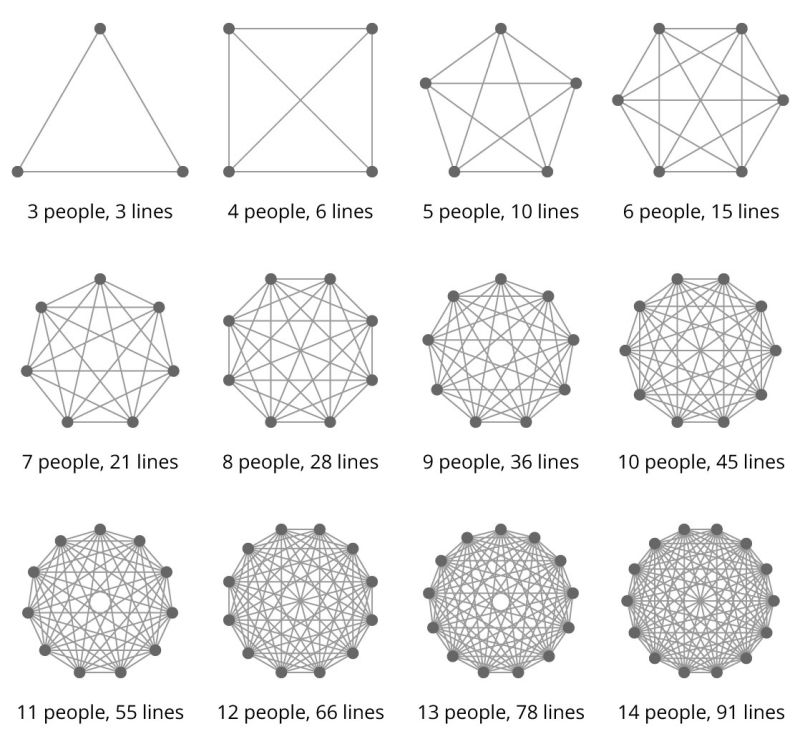 3 people, 3 lines
4 people, 6 lines
5 people, 10 lines
6 people, 15 lines
7 people, 21 lines
8 people, 28 lines
9 people, 36 lines
10 people, 45 lines
11 people, 55 lines
12 people, 66 lines
13 people, 78 lines
14 people, 91 lines